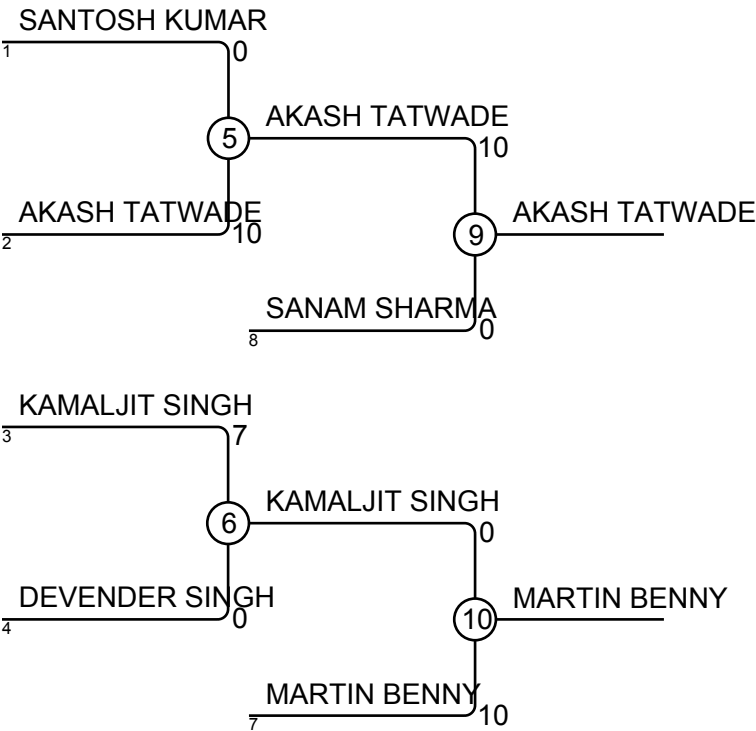 SANTOSH KUMAR
1
0
5
AKASH TATWADE
10
AKASH TATWADE
2
10
9
AKASH TATWADE
SANAM SHARMA
8
0
KAMALJIT SINGH
3
7
6
KAMALJIT SINGH
0
DEVENDER SINGH
4
0
10
MARTIN BENNY
MARTIN BENNY
7
10